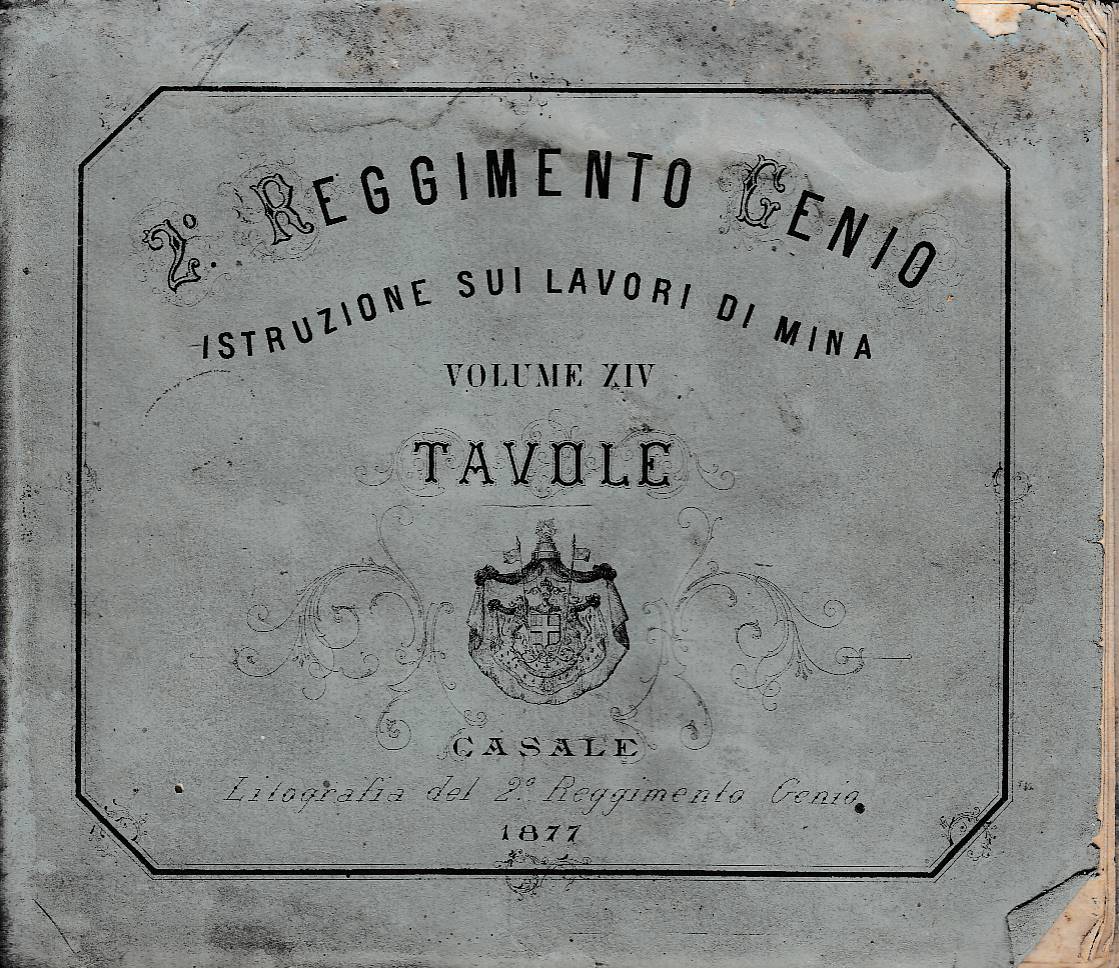 2º. REGGIMENTO GENIO
ISTRUZIONE SUI LAVORI DI MINA
VOLUME XIV
TAVOLE
CASALE
Litografia del 2º. Reggimento Genio.
1877